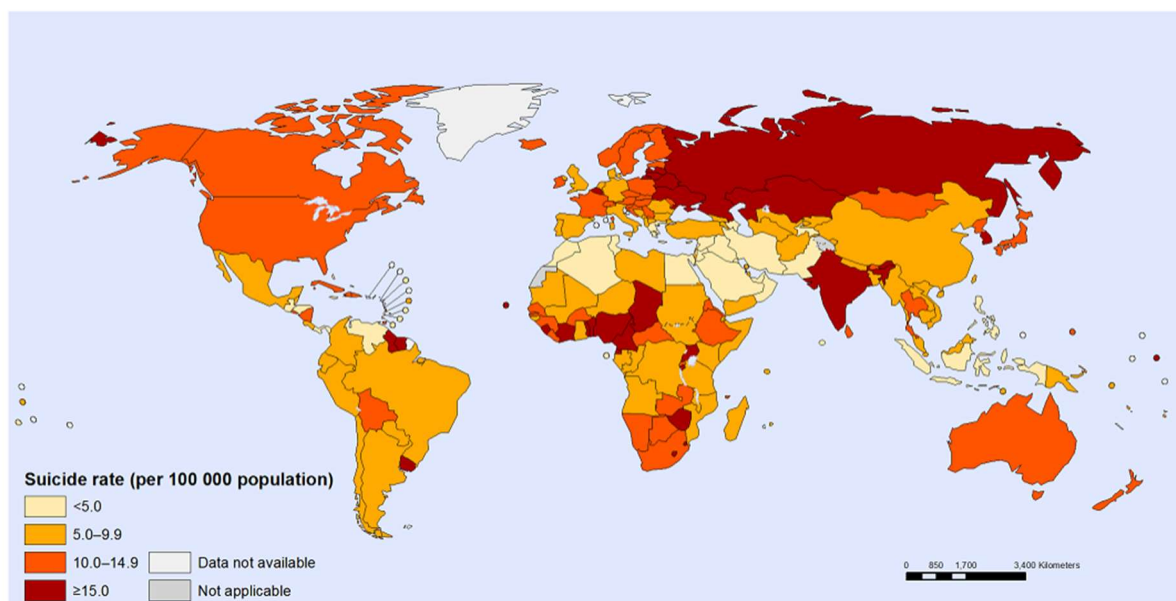 Suicide rate (per 100 000 population)
<5.0
5.0–9.9
10.0–14.9
≥15.0
Data not available
Not applicable
0 850 1,700 3,400 Kilometers